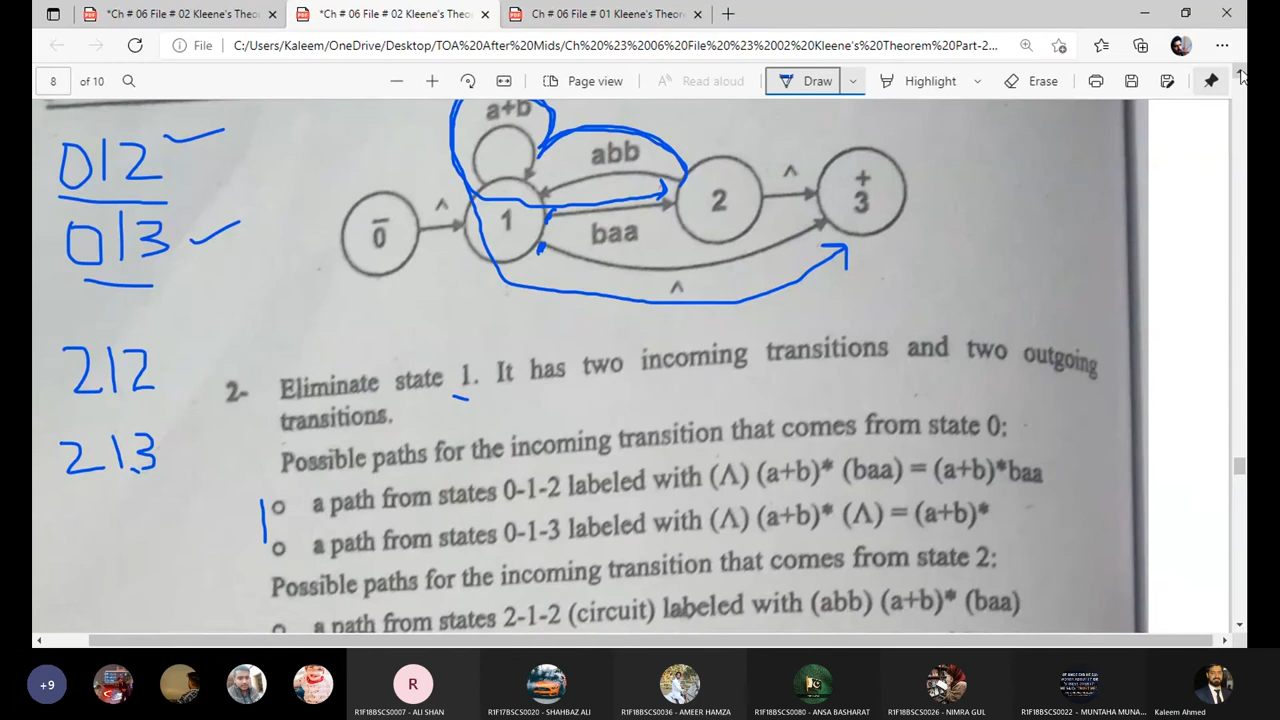 *Ch # 06 File # 02 Kleene's Theo
*Ch # 06 File # 02 Kleene's Theo
Ch # 06 File # 01 Kleene's Theore
File
C:/Users/Kaleem/OneDrive/Desktop/TOA%20After%20Mids/Ch%20%23%2006%20File%20%23%2002%20Kleene's%20Theorem%20Part-2...
8 of 10
Page view
Read aloud
Draw
Highlight
Erase
a+b
012
abb
^
+
3
2
1
^
0
baa
013
^
212
213
2- Eliminate state 1. It has two incoming transitions and two outgoing
transitions.
Possible paths for the incoming transition that comes from state 0:
o a path from states 0-1-2 labeled with (Λ) (a+b)* (baa) = (a+b)*baa
o a path from states 0-1-3 labeled with (Λ) (a+b)* (Λ) = (a+b)*
Possible paths for the incoming transition that comes from state 2:
o a path from states 2-1-2 (circuit) labeled with (abb) (a+b)* (baa)
+9
R
R1F18BSCS0007 - ALI SHAN
R1F17BSCS0020 - SHAHBAZ ALI
R1F18BSCS0036 - AMEER HAMZA
R1F18BSCS0080 - ANSA BASHARAT
R1F18BSCS0026 - NIMRA GUL
R1F18BSCS0022 - MUNTAHA MUNA...
Kaleem Ahmed